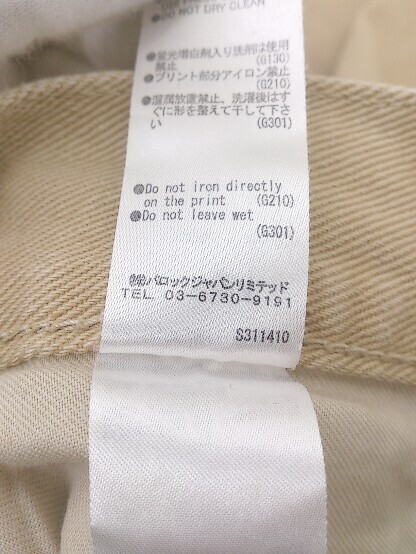 ●DO NOT DRY CLEAN
●蛍光増白剤入り洗剤は使用
禁止 (G130)
●プリント部分アイロン禁止
(G210)
●湿潤放置禁止、洗濯後はす
ぐに形を整えて干して下さ
い (G301)
●Do not iron directly
on the print (G210)
●Do not leave wet
(G301)
㈱バロックジャパンリミテッド
TEL 03-6730-9191
S311410